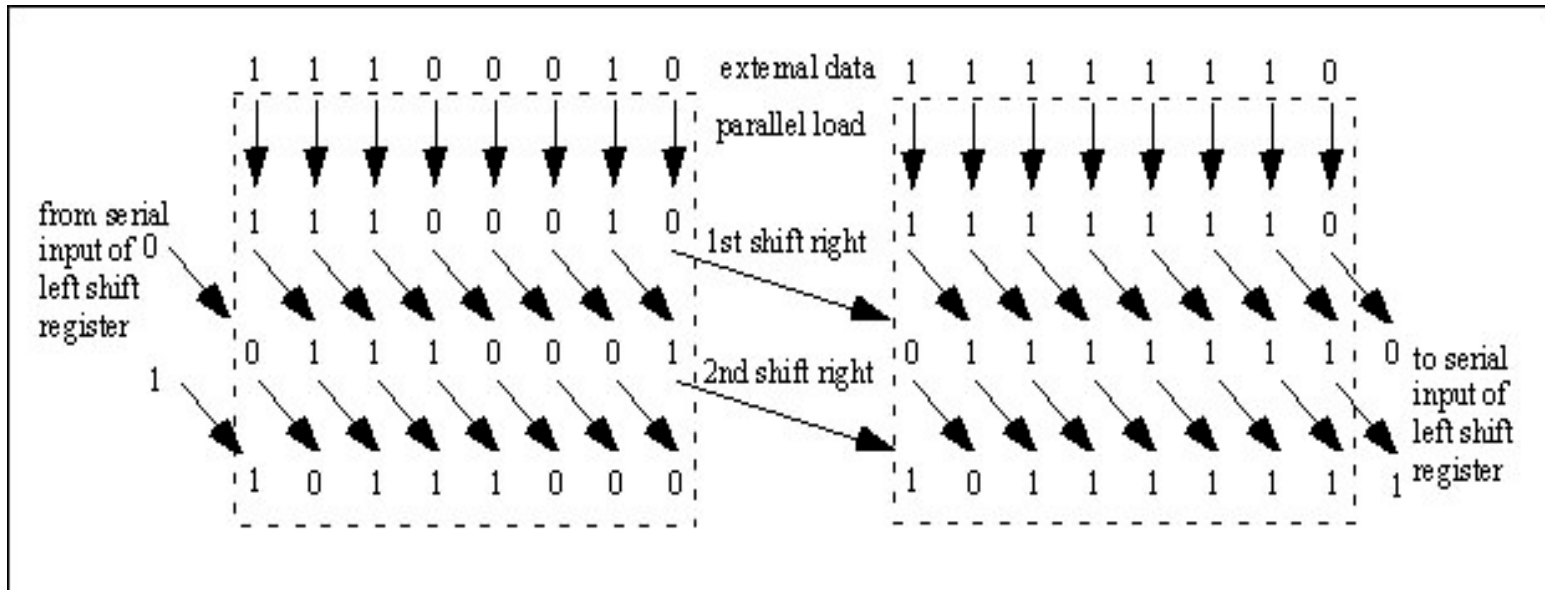 1 1 1 0 0 0 1 0 external data 1 1 1 1 1 1 1 0
parallel load
from serial
input of 0
left shift
register
1 1 1 0 0 0 1 0 1st shift right 1 1 1 1 1 1 1 0
0 1 1 1 0 0 0 1 0 1 1 1 1 1 1 1 0
1 2nd shift right
to serial
input of
left shift
register
1 0 1 1 1 0 0 0 1 0 1 1 1 1 1 1 1